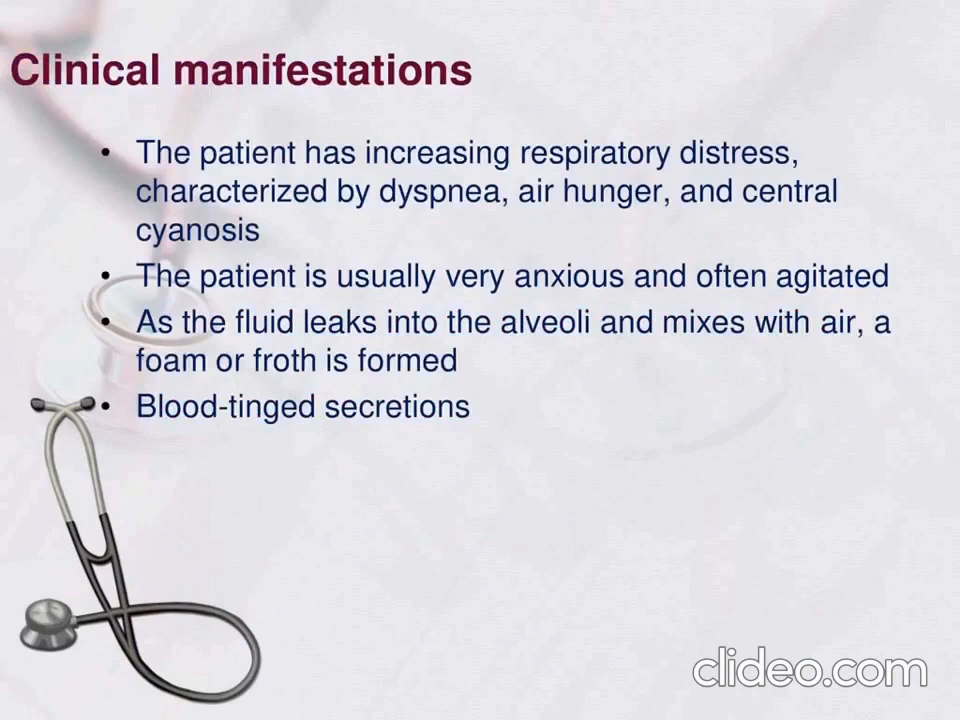 Clinical manifestations
• The patient has increasing respiratory distress,
characterized by dyspnea, air hunger, and central
cyanosis
• The patient is usually very anxious and often agitated
• As the fluid leaks into the alveoli and mixes with air, a
foam or froth is formed
• Blood-tinged secretions
clideo.com